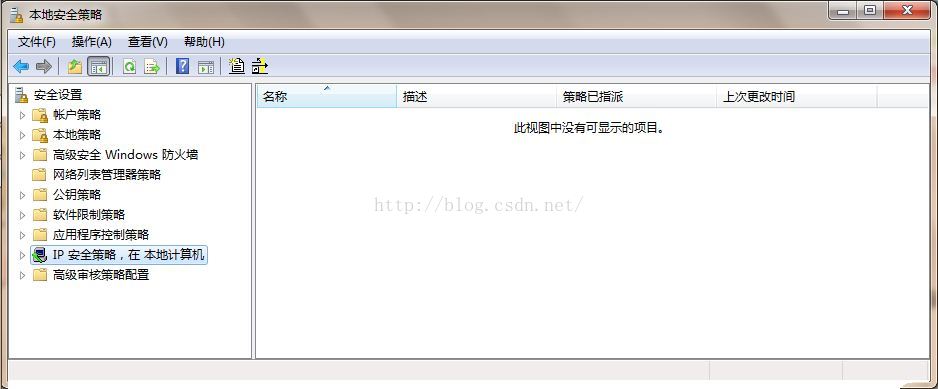 本地安全策略
文件(F) 操作(A) 查看(V) 帮助(H)
安全设置
帐户策略
本地策略
高级安全 Windows 防火墙
网络列表管理器策略
公钥策略
软件限制策略
应用程序控制策略
IP 安全策略，在 本地计算机
高级审核策略配置
名称 描述 策略已指派 上次更改时间
此视图中没有可显示的项目。
http://blog.csdn.net/